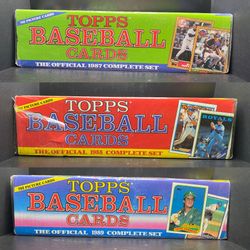 792 PICTURE CARDS
TOPPS
BASEBALL
CARDS
THE OFFICIAL 1987 COMPLETE SET
792 PICTURE CARDS
TOPPS
BASEBALL
CARDS
THE OFFICIAL 1988 COMPLETE SET
ROYALS
792 PICTURE CARDS
TOPPS
BASEBALL
CARDS
THE OFFICIAL 1989 COMPLETE SET